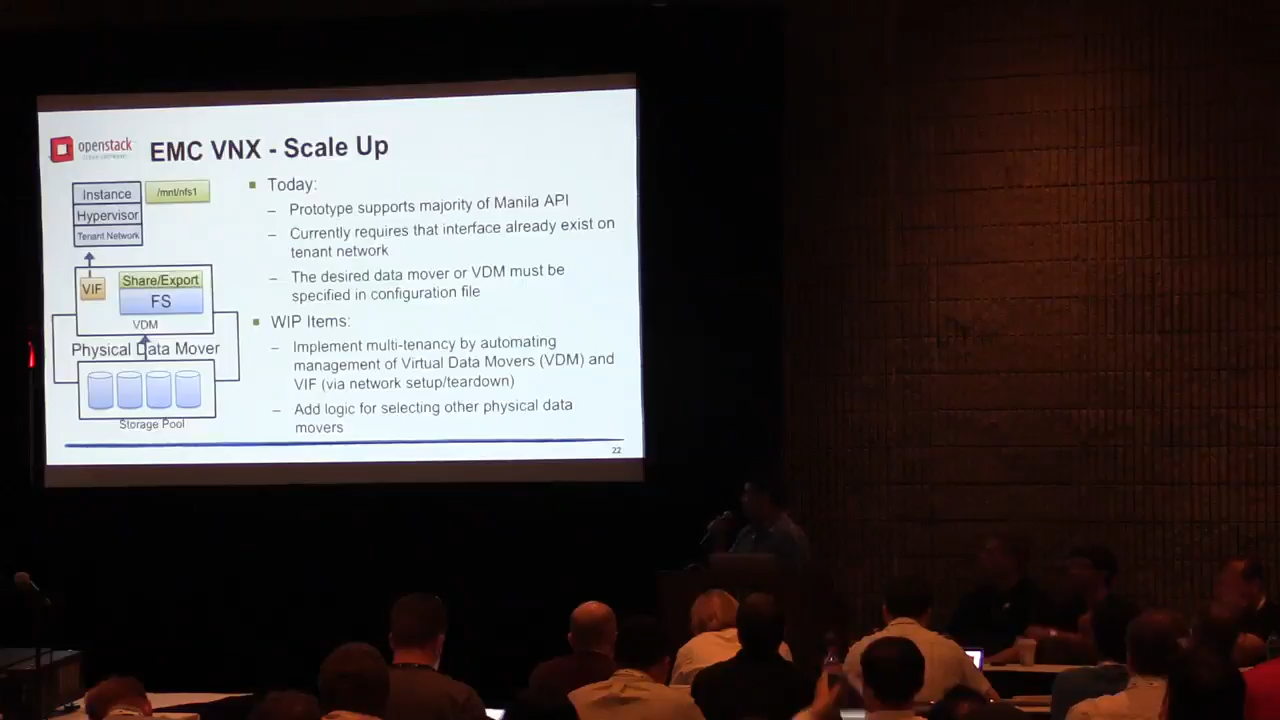 openstack
EMC VNX - Scale Up
Instance
/mnt/nfs1
Hypervisor
Tenant Network
VIF
Share/Export
FS
VDM
Physical Data Mover
Storage Pool
Today:
– Prototype supports majority of Manila API
– Currently requires that interface already exist on
tenant network
– The desired data mover or VDM must be
specified in configuration file
WIP Items:
– Implement multi-tenancy by automating
management of Virtual Data Movers (VDM) and
VIF (via network setup/teardown)
– Add logic for selecting other physical data
movers
22